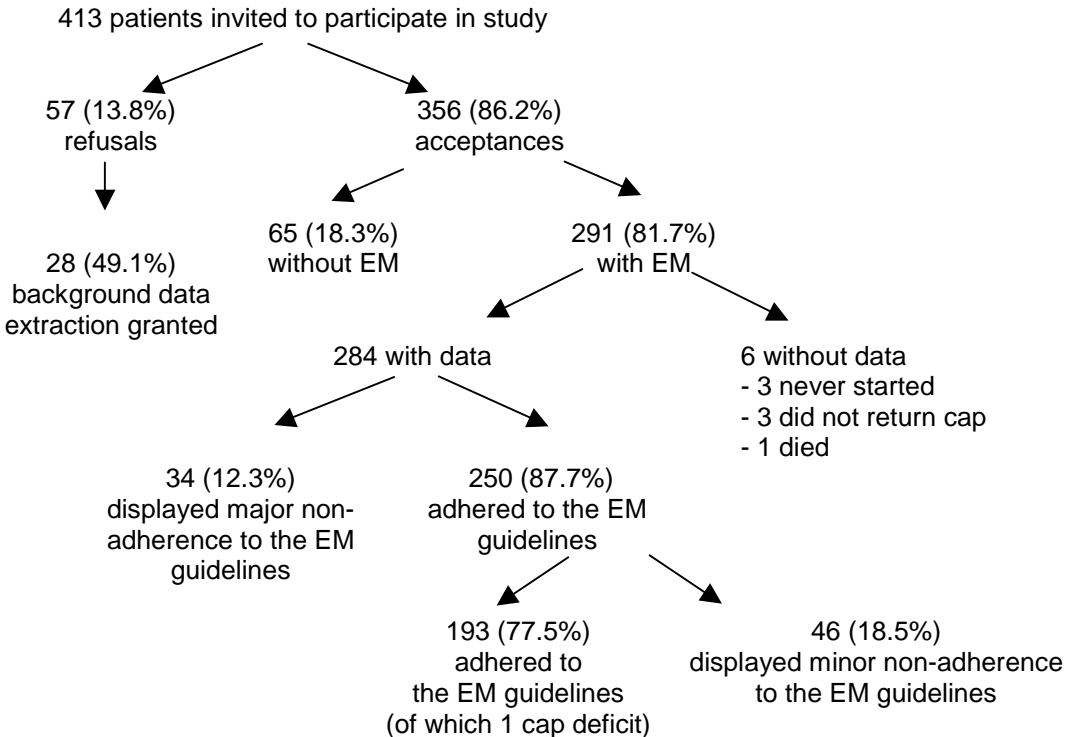 413 patients invited to participate in study
57 (13.8%)
refusals
356 (86.2%)
acceptances
28 (49.1%)
background data
extraction granted
65 (18.3%)
without EM
291 (81.7%)
with EM
284 with data
6 without data
- 3 never started
- 3 did not return cap
- 1 died
34 (12.3%)
displayed major non-
adherence to the EM
guidelines
250 (87.7%)
adhered to the EM
guidelines
193 (77.5%)
adhered to
the EM guidelines
(of which 1 cap deficit)
46 (18.5%)
displayed minor non-adherence
to the EM guidelines